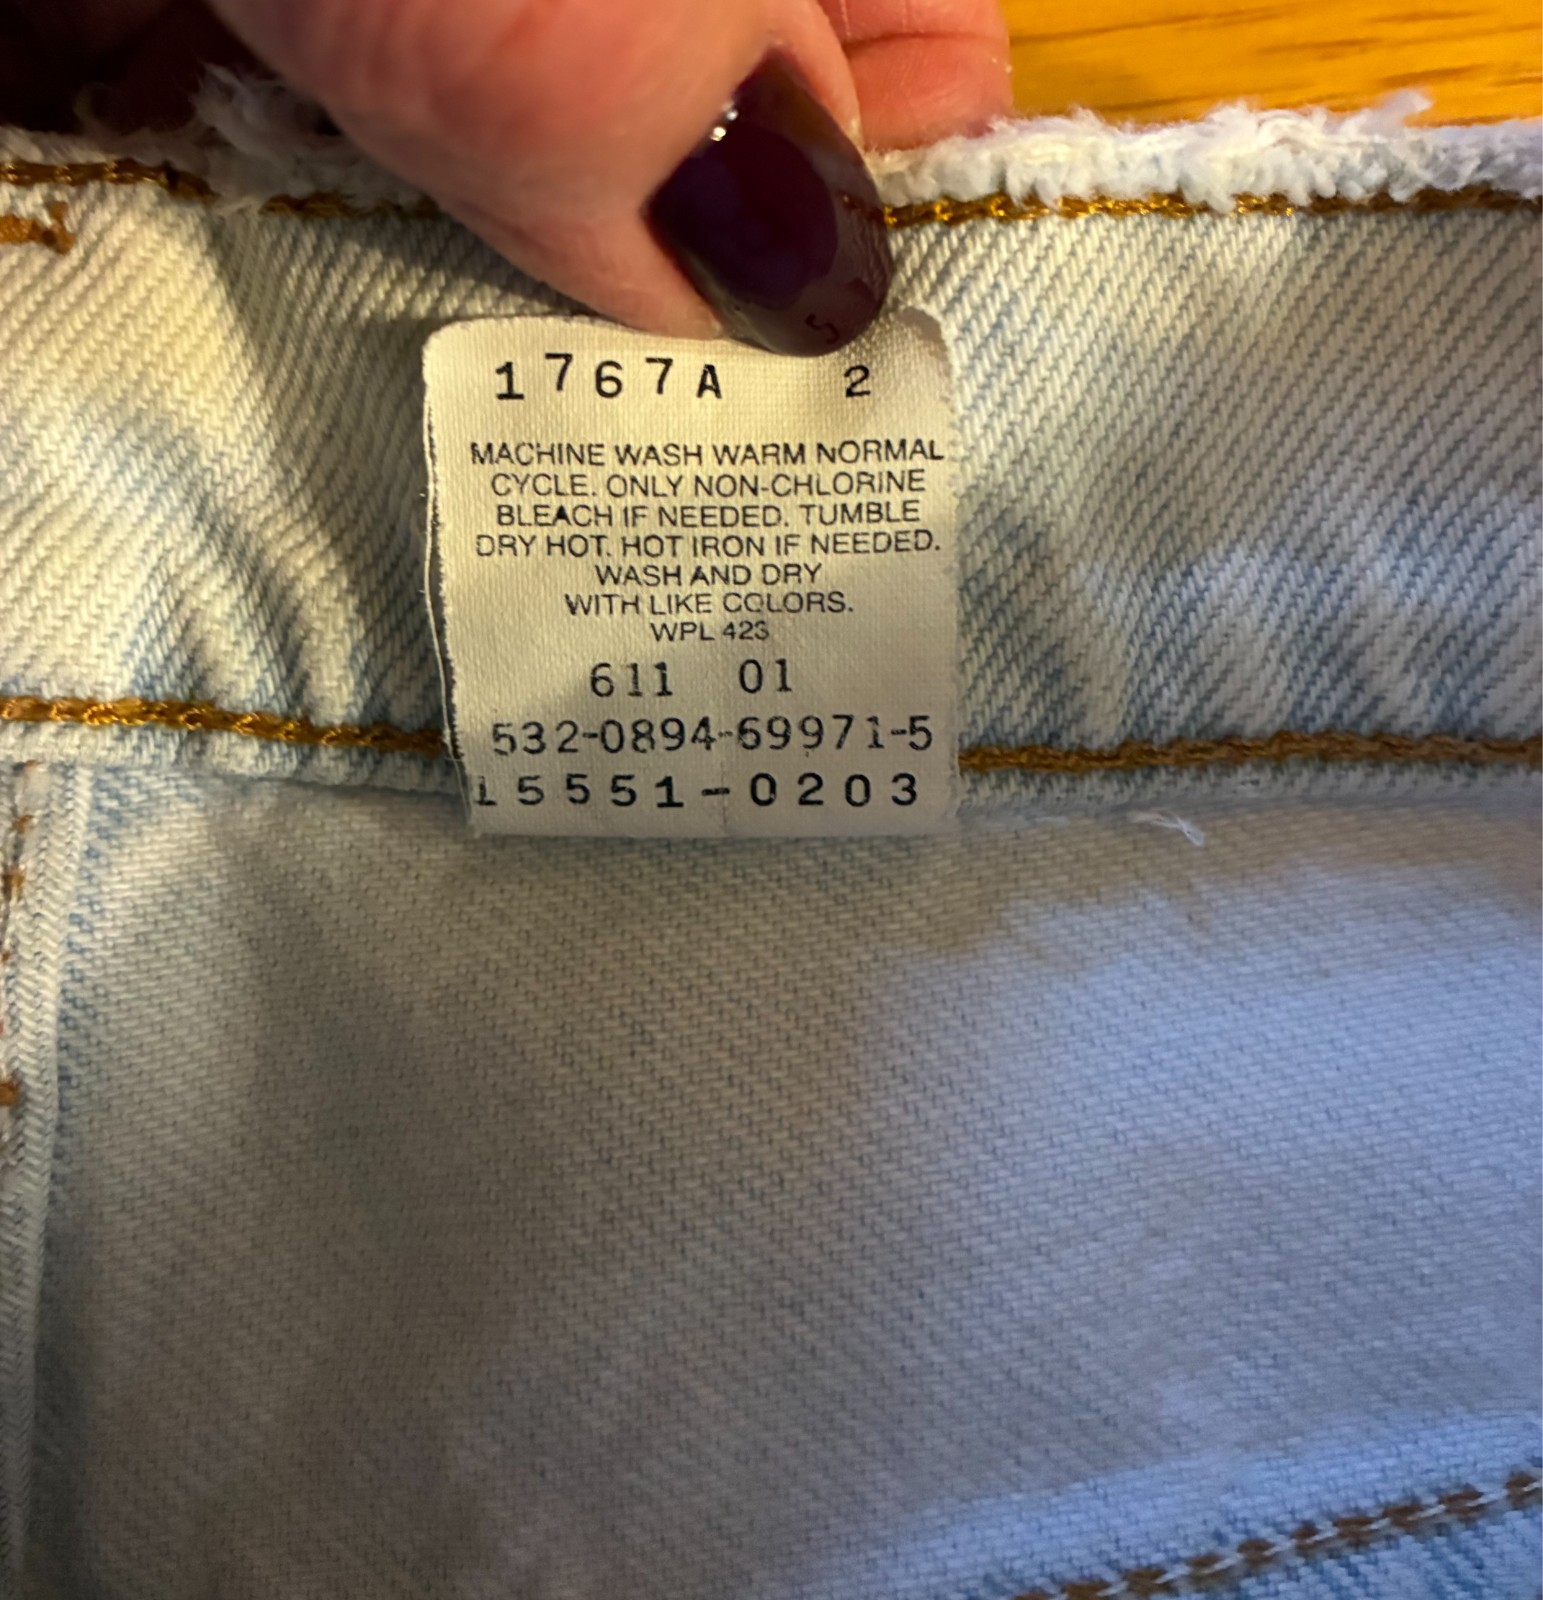 1767A 2
MACHINE WASH WARM NORMAL
CYCLE. ONLY NON-CHLORINE
BLEACH IF NEEDED. TUMBLE
DRY HOT. HOT IRON IF NEEDED.
WASH AND DRY
WITH LIKE COLORS.
WPL 423
611 01
532-0894-69971-5
15551-0203